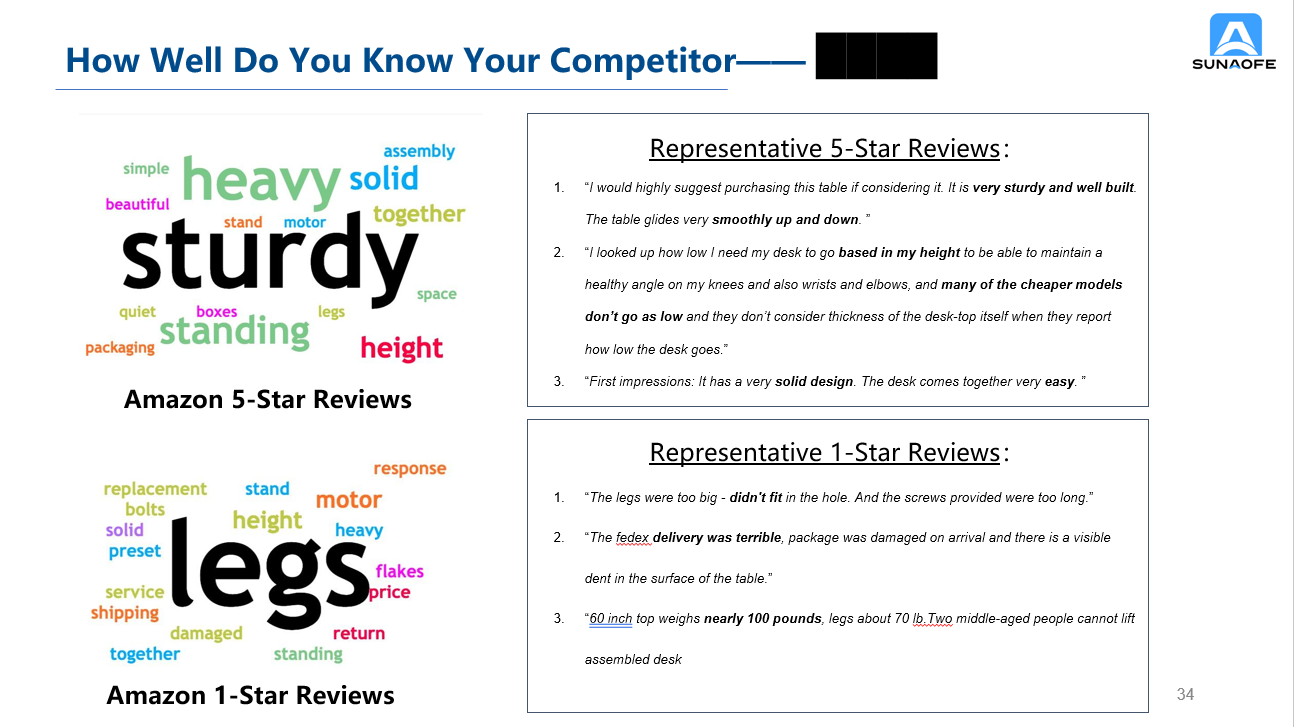 How Well Do You Know Your Competitor——
SUNAOFE
assembly
simple
heavy
solid
beautiful
stand
motor
together
sturdy
space
quiet
boxes
legs
standing
packaging
height
Amazon 5-Star Reviews
Representative 5-Star Reviews:
1. “I would highly suggest purchasing this table if considering it. It is very sturdy and well built.
The table glides very smoothly up and down. ”
2. “I looked up how low I need my desk to go based in my height to be able to maintain a
healthy angle on my knees and also wrists and elbows, and many of the cheaper models
don’t go as low and they don’t consider thickness of the desk-top itself when they report
how low the desk goes.”
3. “First impressions: It has a very solid design. The desk comes together very easy. ”
response
replacement
stand
motor
bolts
height
solid
heavy
preset
legs
flakes
service
price
shipping
damaged
return
together
standing
Amazon 1-Star Reviews
Representative 1-Star Reviews:
1. “The legs were too big - didn't fit in the hole. And the screws provided were too long.”
2. “The fedex delivery was terrible, package was damaged on arrival and there is a visible
dent in the surface of the table.”
3. “60 inch top weighs nearly 100 pounds, legs about 70 lb.Two middle-aged people cannot lift
assembled desk
34